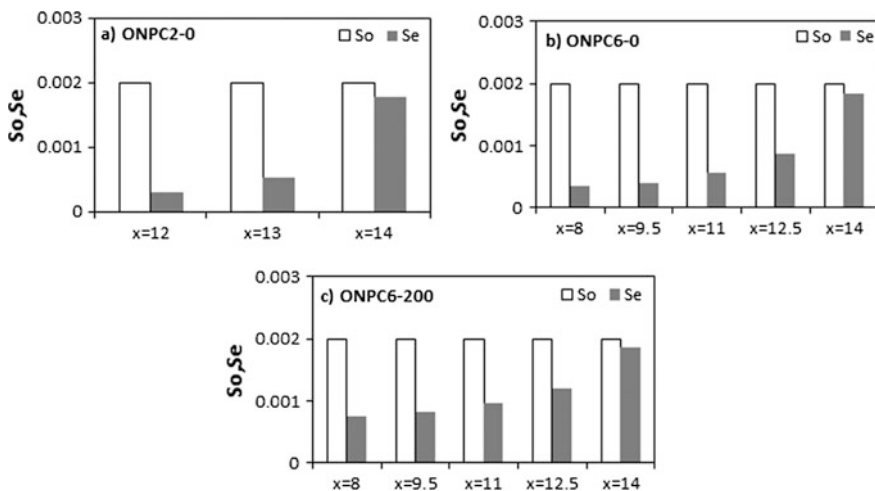 a) ONPC2-0
So Se
So,Se
0.003
0.002
0.001
0
x=12 x=13 x=14
b) ONPC6-0
So Se
So,Se
0.003
0.002
0.001
0
x=8 x=9.5 x=11 x=12.5 x=14
c) ONPC6-200
So Se
So,Se
0.003
0.002
0.001
0
x=8 x=9.5 x=11 x=12.5 x=14